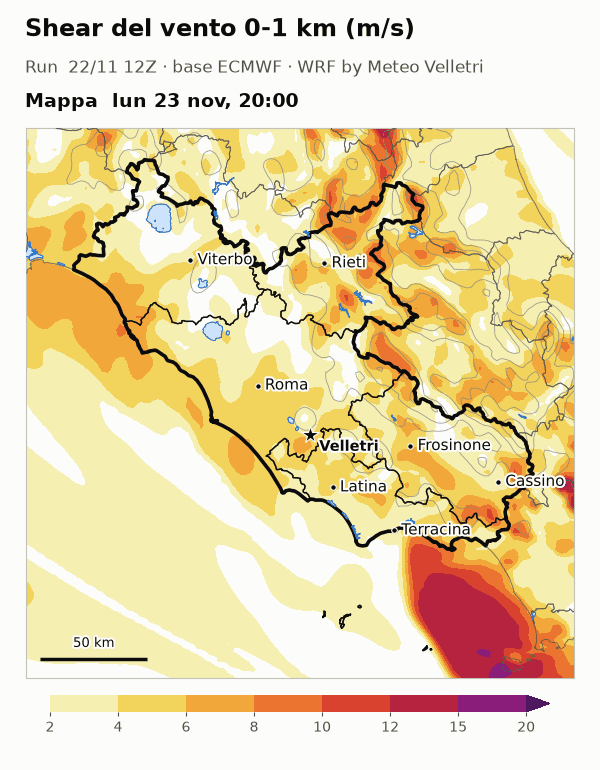 Shear del vento 0-1 km (m/s)
Run  22/11 12Z · base ECMWF · WRF by Meteo Velletri
Mappa  lun 23 nov, 20:00
Viterbo
Rieti
Roma
Velletri
Frosinone
Latina
Cassino
Terracina
50 km
2 4 6 8 10 12 15 20